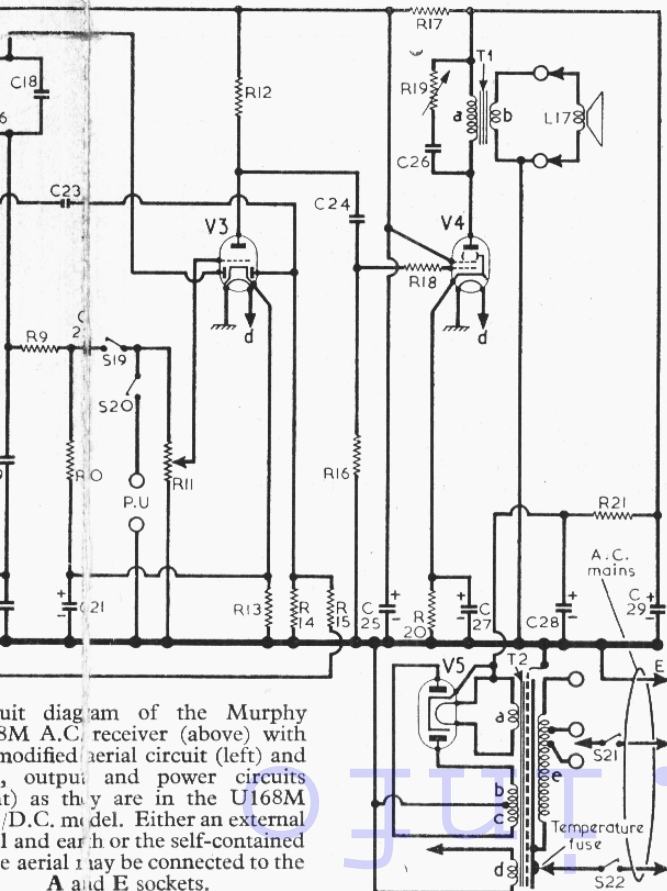 R17
T1
C18
R12
R19
a
b
L17
C26
C23
C24
V3
V4
R18
d
d
R9
S19
S20
R11
R16
P.U
R21
A.C.
mains
C21
R13
R
14
R
15
C
25
R
20
C
27
C28
C
29
V5
T2
E
a
S21
e
b
c
Temperature
fuse
d
S22
uit diagram of the Murphy
8M A.C. receiver (above) with
modified aerial circuit (left) and
, output and power circuits
t) as they are in the U168M
/D.C. model. Either an external
l and earth or the self-contained
e aerial may be connected to the
A and E sockets.